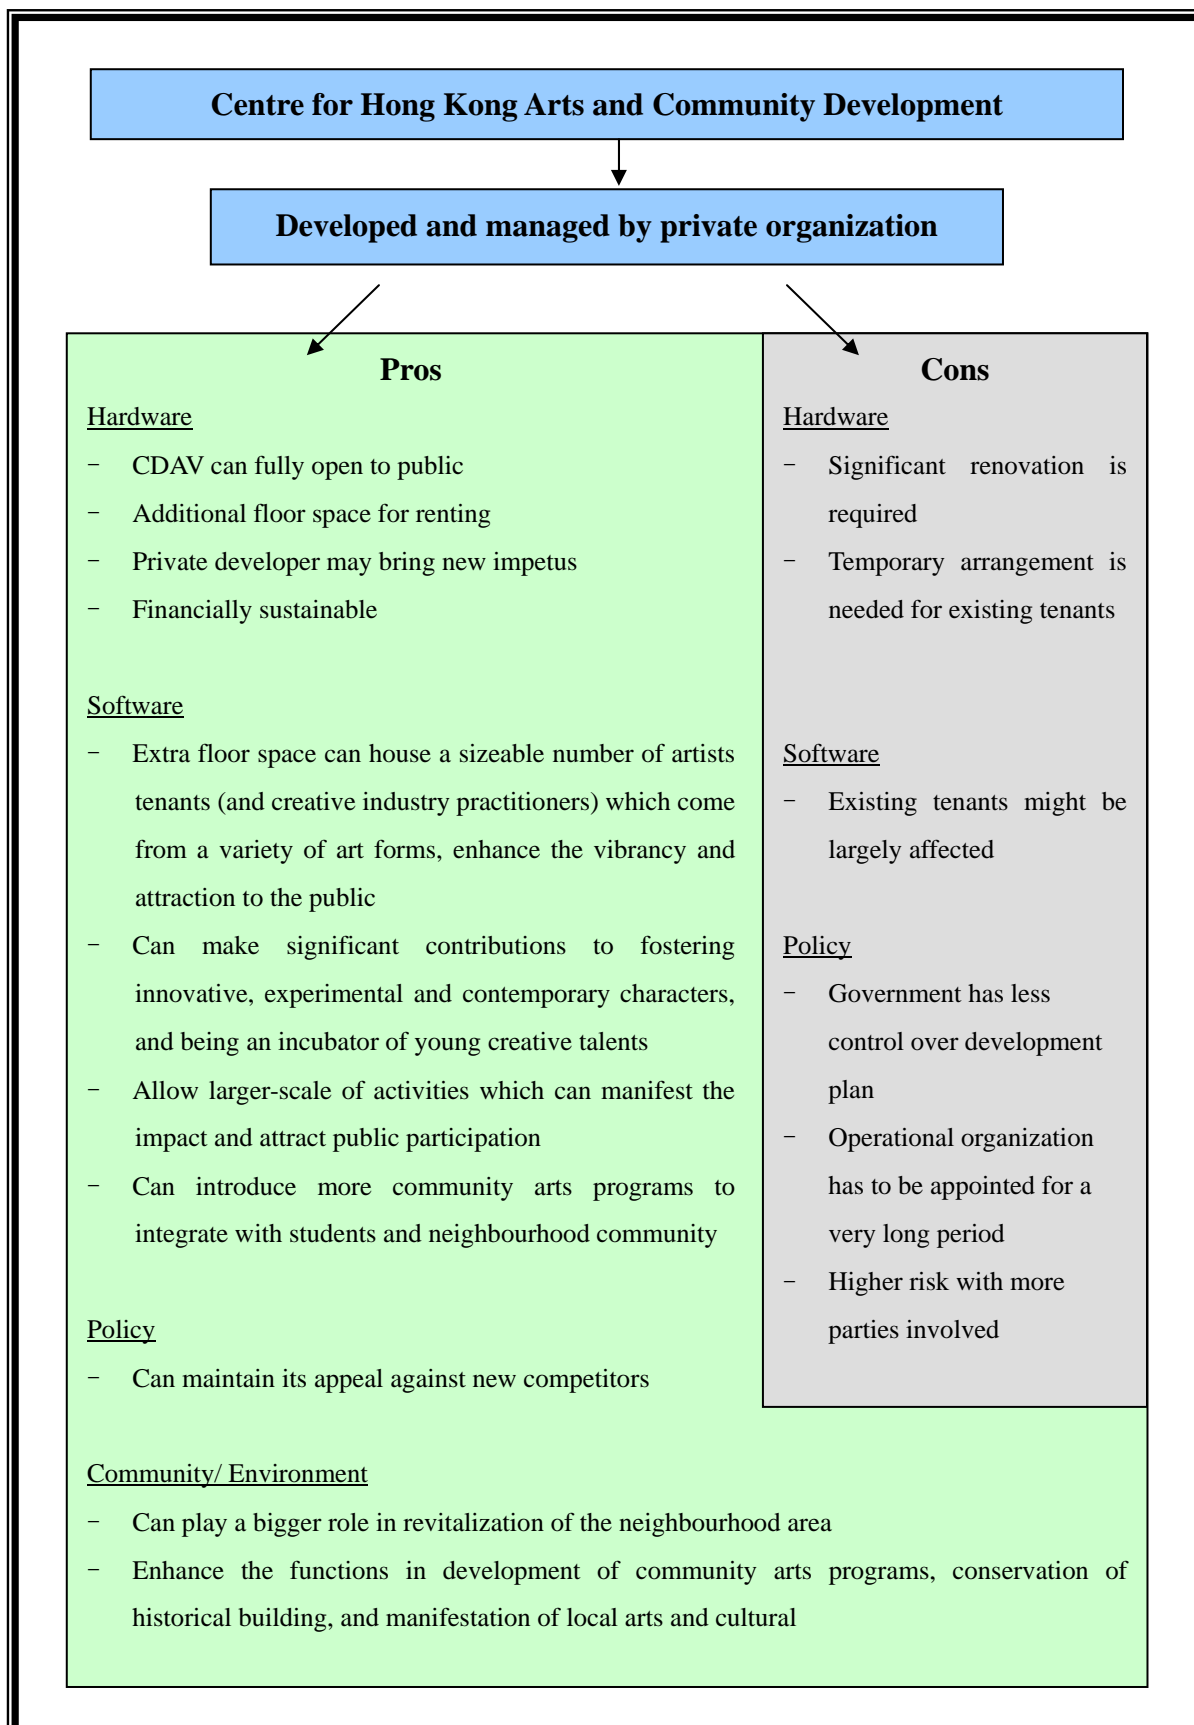 Centre for Hong Kong Arts and Community Development
Developed and managed by private organization
Pros
Hardware
- CDAV can fully open to public
- Additional floor space for renting
- Private developer may bring new impetus
- Financially sustainable
Software
- Extra floor space can house a sizeable number of artists
tenants (and creative industry practitioners) which come
from a variety of art forms, enhance the vibrancy and
attraction to the public
- Can make significant contributions to fostering
innovative, experimental and contemporary characters,
and being an incubator of young creative talents
- Allow larger-scale of activities which can manifest the
impact and attract public participation
- Can introduce more community arts programs to
integrate with students and neighbourhood community
Policy
- Can maintain its appeal against new competitors
Community/ Environment
- Can play a bigger role in revitalization of the neighbourhood area
- Enhance the functions in development of community arts programs, conservation of
historical building, and manifestation of local arts and cultural
Cons
Hardware
- Significant renovation is
required
- Temporary arrangement is
needed for existing tenants
Software
- Existing tenants might be
largely affected
Policy
- Government has less
control over development
plan
- Operational organization
has to be appointed for a
very long period
- Higher risk with more
parties involved